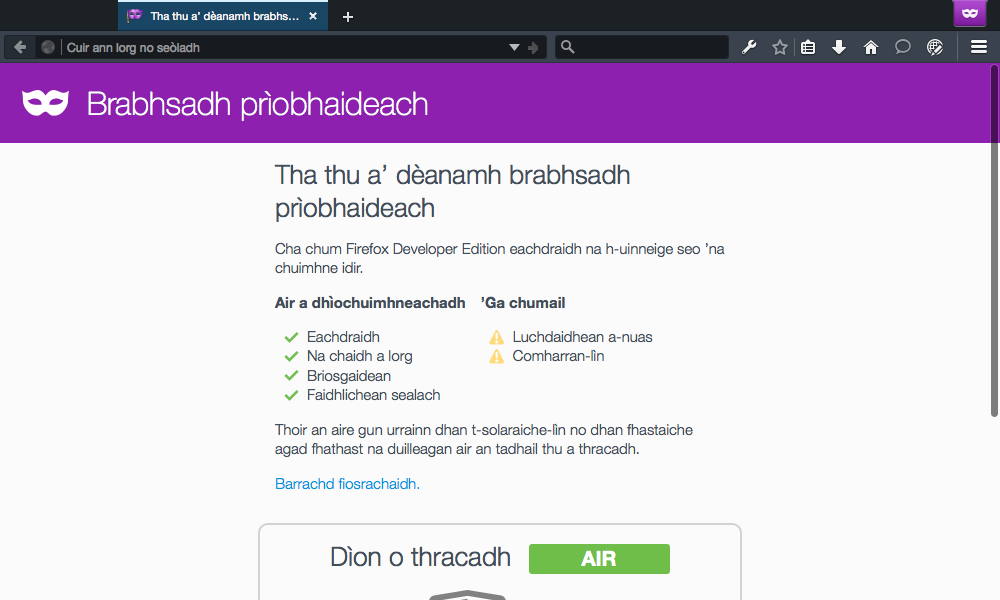 Tha thu a’ dèanamh brabhs...
Cuir ann lorg no seòladh
Brabhsadh prìobhaideach
Tha thu a’ dèanamh brabhsadh
prìobhaideach
Cha chum Firefox Developer Edition eachdraidh na h-uinneige seo ’na
chuimhne idir.
Air a dhìochuimhneachadh ’Ga chumail
Eachdraidh Luchdaidhean a-nuas
Na chaidh a lorg Comharran-lìn
Briosgaidean
Faidhlichean sealach
Thoir an aire gun urrainn dhan t-solaraiche-lìn no dhan fhastaiche
agad fhathast na duilleagan air an tadhail thu a thracadh.
Barrachd fiosrachaidh.
Dìon o thracadh AIR